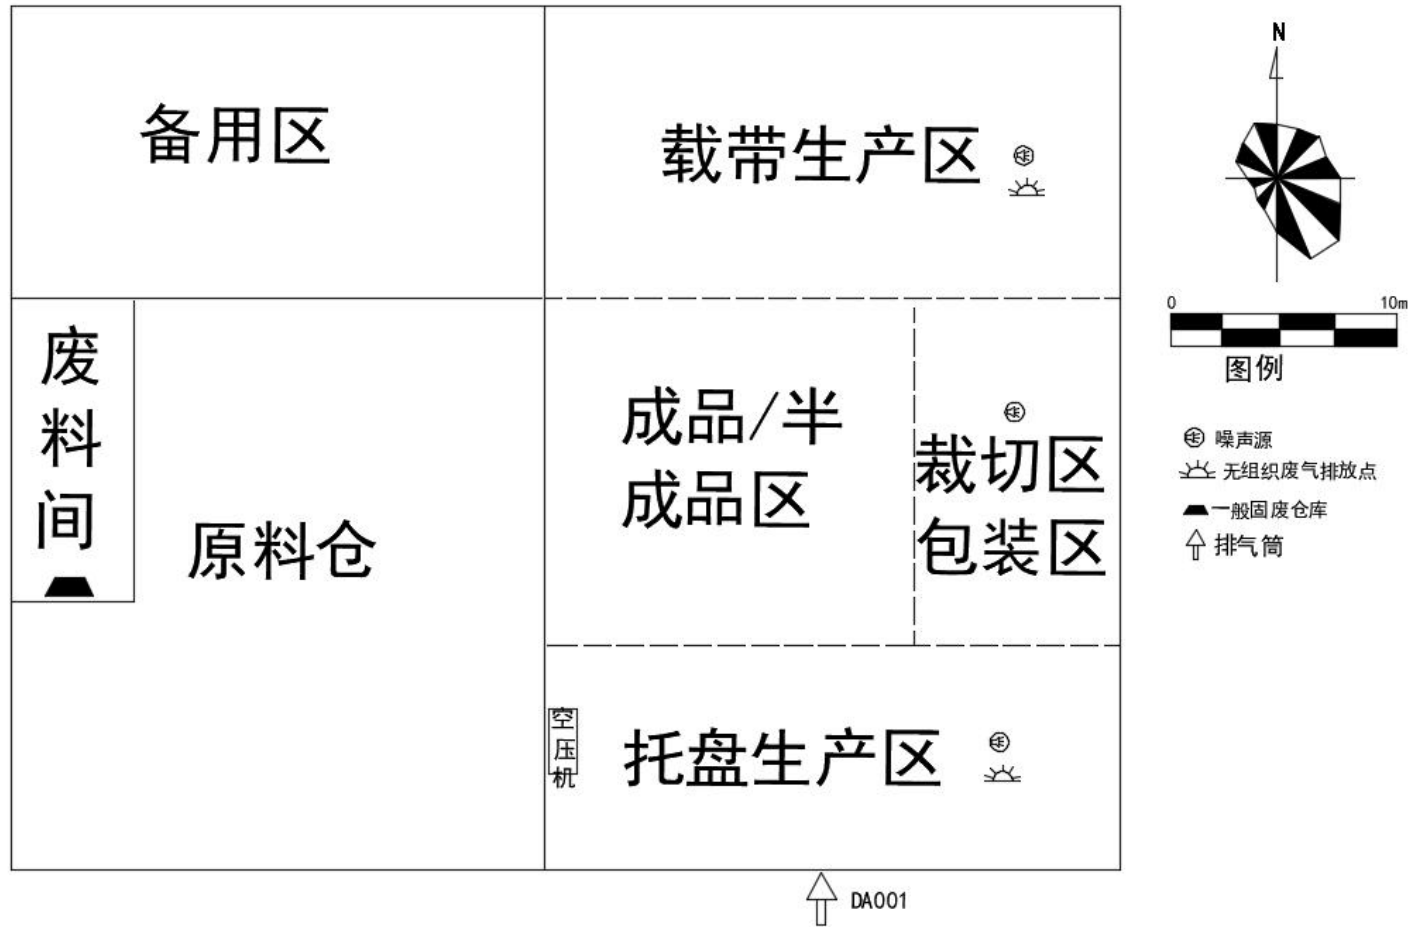 备用区
载带生产区
废料间
原料仓
成品/半
成品区
裁切区
包装区
空压机
托盘生产区
DA001
N
0 10m
图例
噪声源
无组织废气排放点
一般固废仓库
排气筒